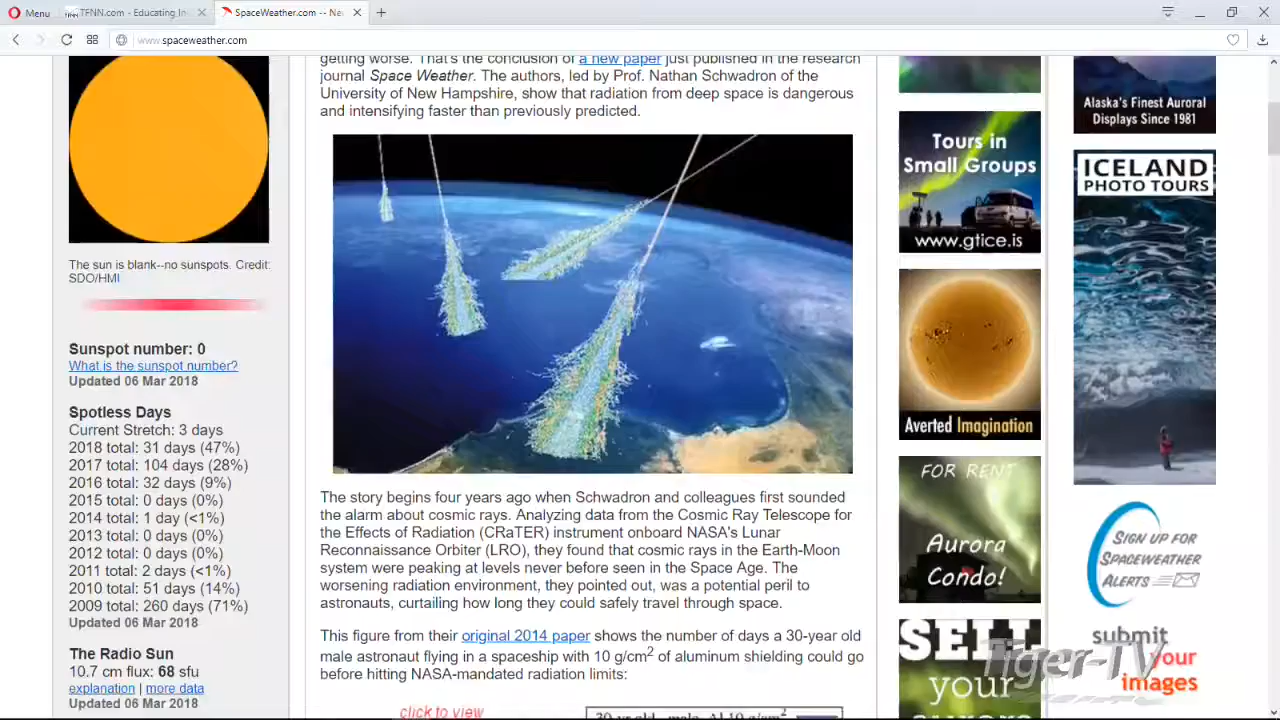 Menu
TFNN.com - Educating In
SpaceWeather.com -- Ne
www.spaceweather.com
getting worse. That's the conclusion of a new paper just published in the research
journal Space Weather. The authors, led by Prof. Nathan Schwadron of the
University of New Hampshire, show that radiation from deep space is dangerous
and intensifying faster than previously predicted.
The sun is blank--no sunspots. Credit:
SDO/HMI
Sunspot number: 0
What is the sunspot number?
Updated 06 Mar 2018
Spotless Days
Current Stretch: 3 days
2018 total: 31 days (47%)
2017 total: 104 days (28%)
2016 total: 32 days (9%)
2015 total: 0 days (0%)
2014 total: 1 day (<1%)
2013 total: 0 days (0%)
2012 total: 0 days (0%)
2011 total: 2 days (<1%)
2010 total: 51 days (14%)
2009 total: 260 days (71%)
Updated 06 Mar 2018
The Radio Sun
10.7 cm flux: 68 sfu
explanation | more data
Updated 06 Mar 2018
The story begins four years ago when Schwadron and colleagues first sounded
the alarm about cosmic rays. Analyzing data from the Cosmic Ray Telescope for
the Effects of Radiation (CRaTER) instrument onboard NASA's Lunar
Reconnaissance Orbiter (LRO), they found that cosmic rays in the Earth-Moon
system were peaking at levels never before seen in the Space Age. The
worsening radiation environment, they pointed out, was a potential peril to
astronauts, curtailing how long they could safely travel through space.
This figure from their original 2014 paper shows the number of days a 30-year old
male astronaut flying in a spaceship with 10 g/cm2 of aluminum shielding could go
before hitting NASA-mandated radiation limits:
click to view
30-yr old, male, Al 10 g/cm2
Tours in
Small Groups
www.gtice.is
Averted Imagination
FOR RENT
Aurora
Condo!
SELL
your
Alaska's Finest Auroral
Displays Since 1981
ICELAND
PHOTO TOURS
SIGN UP FOR
SPACEWEATHER
ALERTS
submit
your
images
Tiger-TV